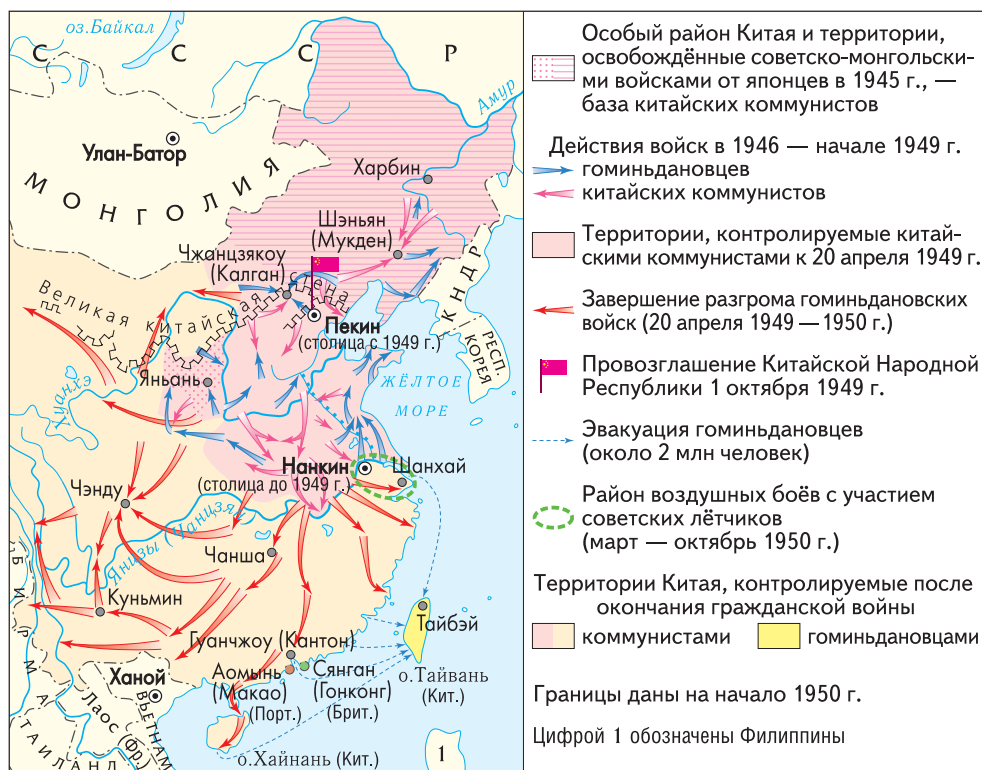 оз.Байкал
С С С Р
Амур
Улан-Батор
МОНГОЛИЯ
Харбин
Шэньян
(Мукден)
Чжанцзякоу
(Калган)
Великая китайская стена
Пекин
(столица с 1949 г.)
КНДР
РЕСП.
КОРЕЯ
Яньань
ЖЁЛТОЕ
МОРЕ
Хуанхэ
Нанкин
(столица до 1949 г.)
Шанхай
Чэнду
Янцзы (Цанцзян)
Чанша
Куньмин
Тайбэй
Гуанчжоу (Кантон)
Аомынь
(Макао)
(Порт.)
Сянган
(Гонконг)
(Брит.)
о.Тайвань
(Кит.)
БИРМА
Ханой
Лаос (Фр.)
ВЬЕТНАМ
ТАИЛАНД
о.Хайнань (Кит.)
1
Особый район Китая и территории,
освобождённые советско-монгольски-
ми войсками от японцев в 1945 г., —
база китайских коммунистов
Действия войск в 1946 — начале 1949 г.
гоминьдановцев
китайских коммунистов
Территории, контролируемые китай-
скими коммунистами к 20 апреля 1949 г.
Завершение разгрома гоминьдановских
войск (20 апреля 1949 — 1950 г.)
Провозглашение Китайской Народной
Республики 1 октября 1949 г.
Эвакуация гоминьдановцев
(около 2 млн человек)
Район воздушных боёв с участием
советских лётчиков
(март — октябрь 1950 г.)
Территории Китая, контролируемые после
окончания гражданской войны
коммунистами
гоминьдановцами
Границы даны на начало 1950 г.
Цифрой 1 обозначены Филиппины